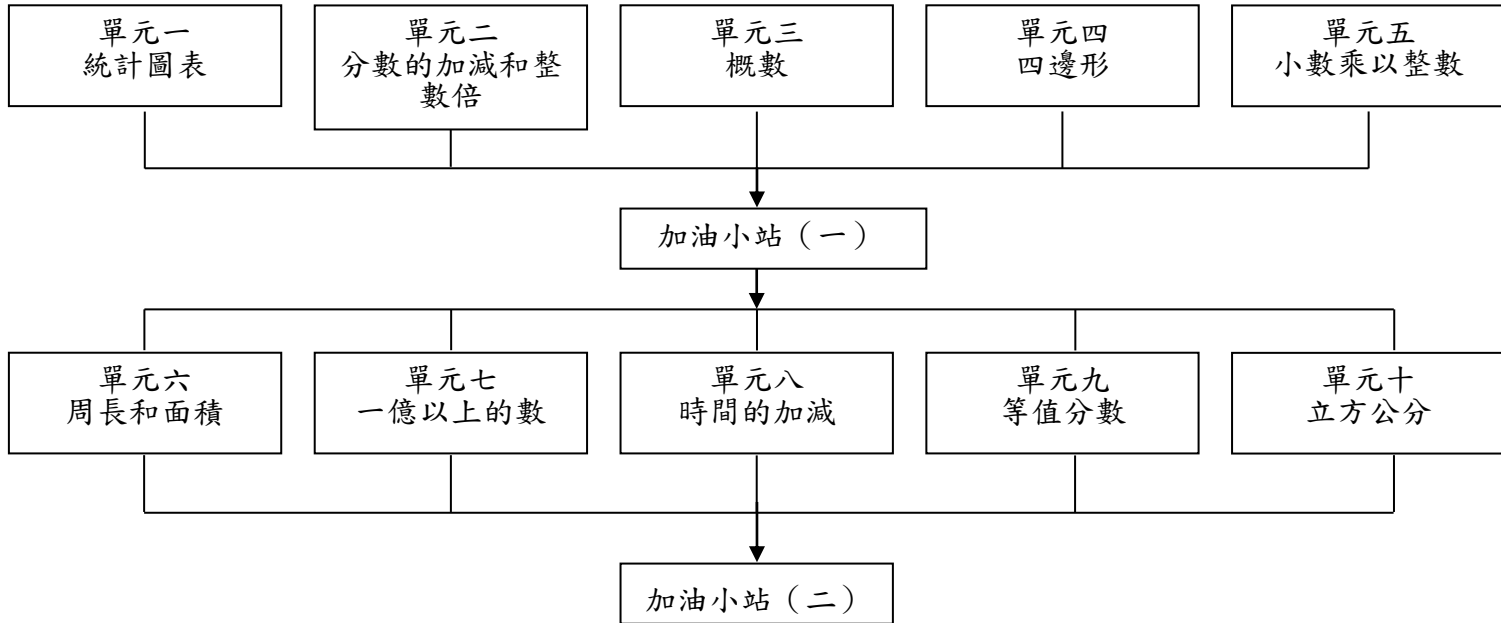 單元一
統計圖表
單元二
分數的加減和整
數倍
單元三
概數
單元四
四邊形
單元五
小數乘以整數
加油小站（一）
單元六
周長和面積
單元七
一億以上的數
單元八
時間的加減
單元九
等值分數
單元十
立方公分
加油小站（二）